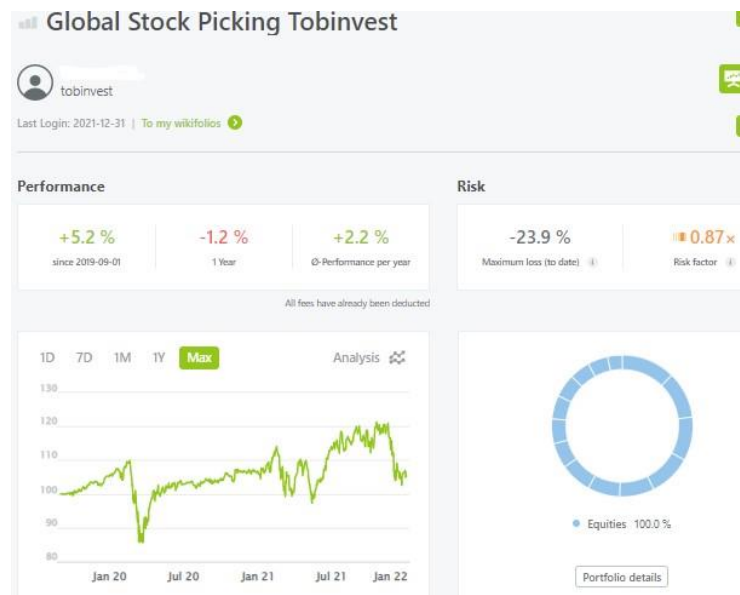 Global Stock Picking Tobinvest
tobinvest
Last Login: 2021-12-31 | To my wikifolios
Performance
Risk
+5.2 %
-1.2 %
+2.2 %
-23.9 %
0.87×
since 2019-09-01
1 Year
Ø-Performance per year
Maximum loss (to date) i
Risk factor i
All fees have already been deducted
1D 7D 1M 1Y Max
Analysis
130
120
110
100
90
80
Jan 20 Jul 20 Jan 21 Jul 21 Jan 22
Equities 100.0 %
Portfolio details